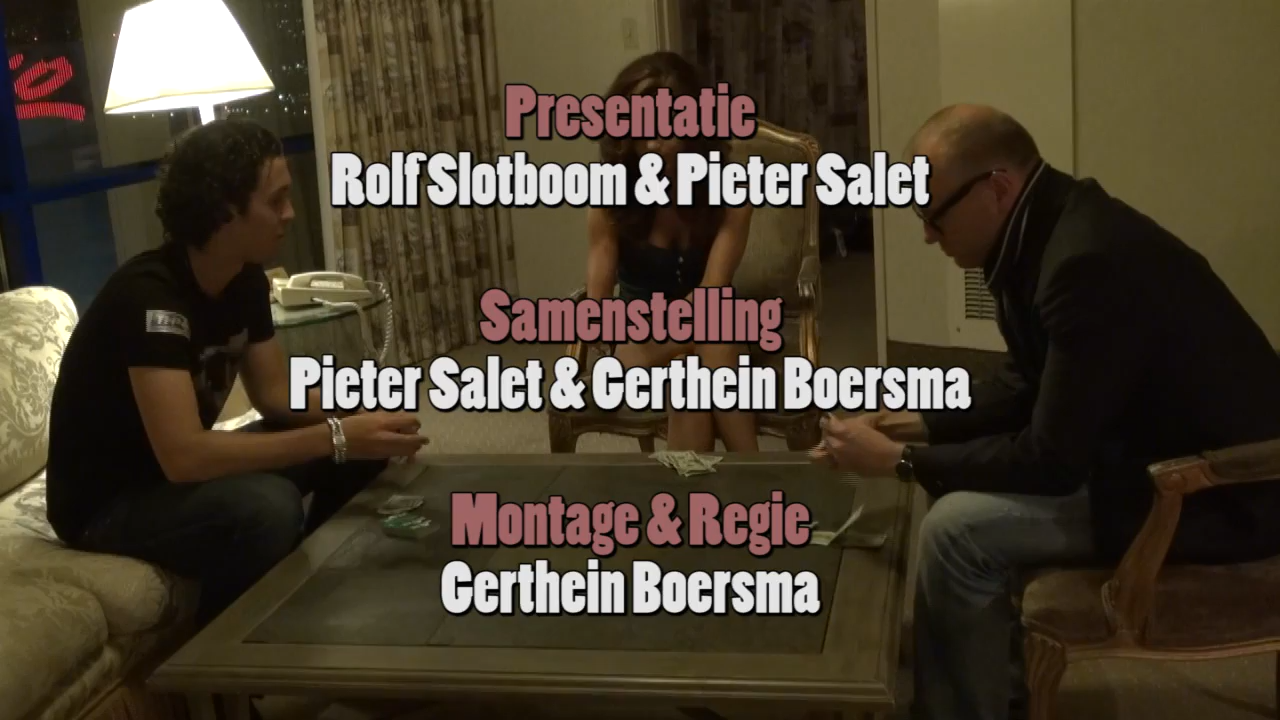 Presentatie
Rolf Slotboom & Pieter Salet
Samenstelling
Pieter Salet & Gerthein Boersma
Montage & Regie
Gerthein Boersma